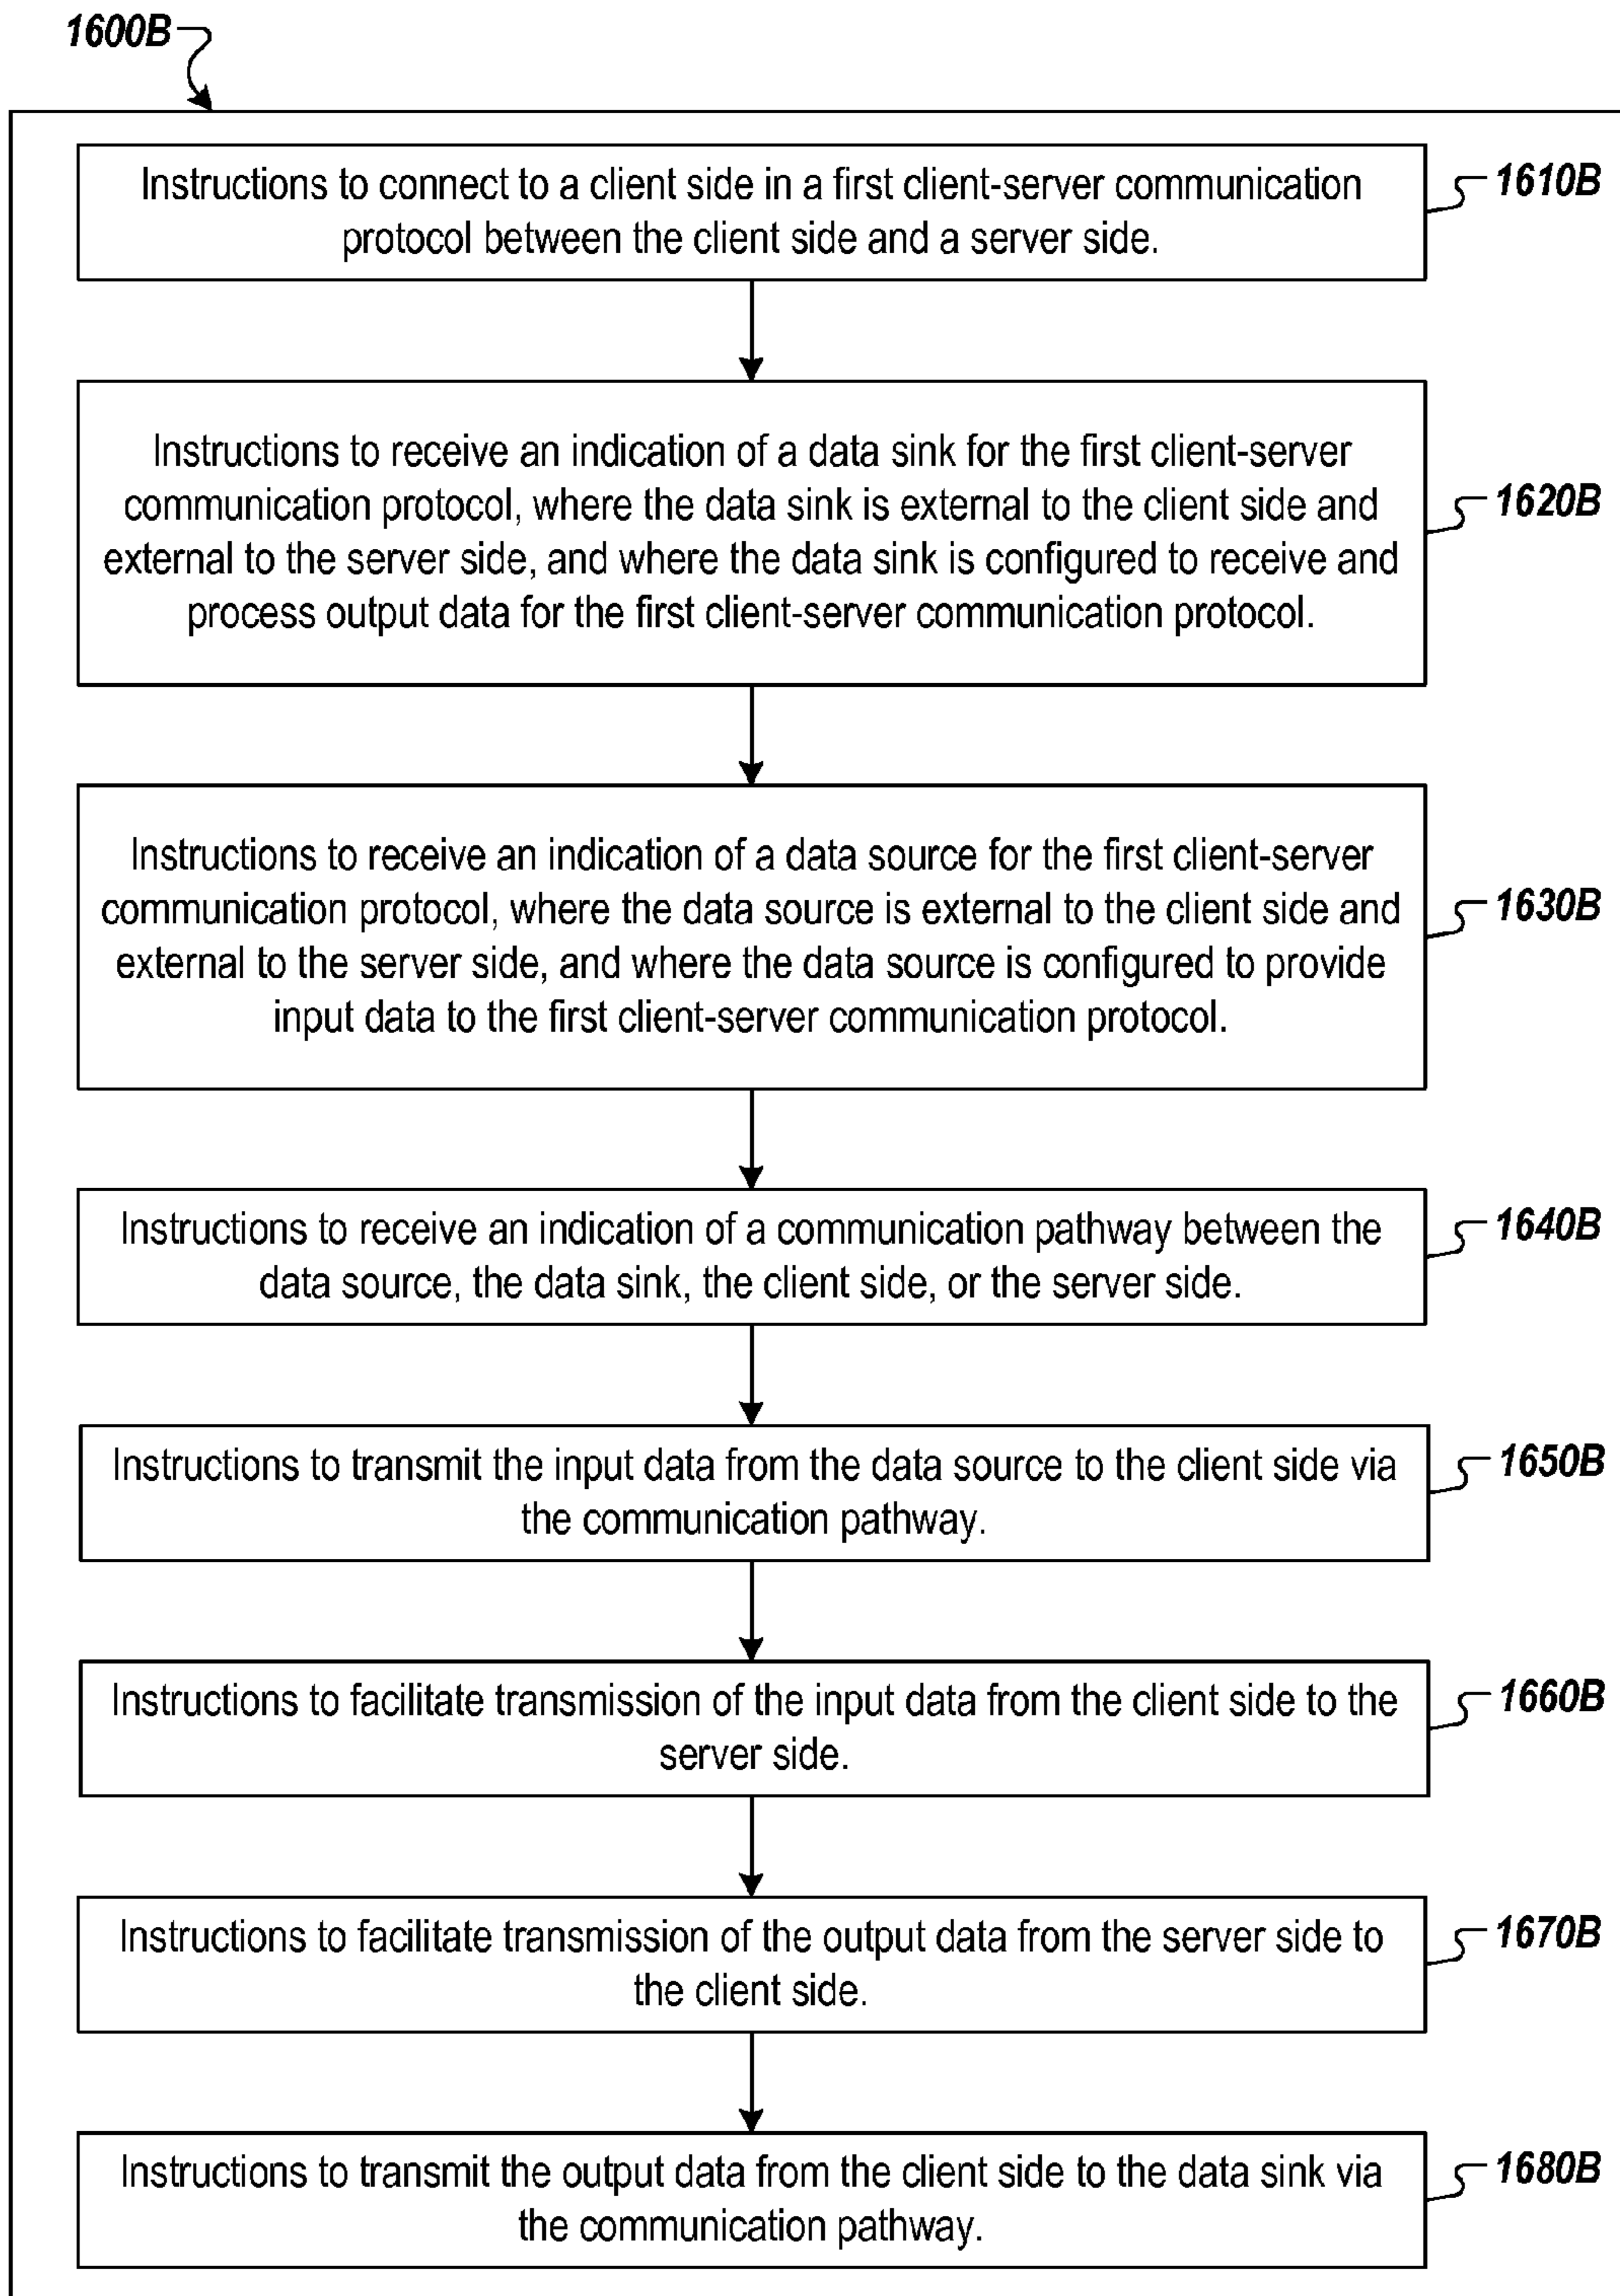 1600B
Instructions to connect to a client side in a first client-server communication
protocol between the client side and a server side.
1610B
Instructions to receive an indication of a data sink for the first client-server
communication protocol, where the data sink is external to the client side and
external to the server side, and where the data sink is configured to receive and
process output data for the first client-server communication protocol.
1620B
Instructions to receive an indication of a data source for the first client-server
communication protocol, where the data source is external to the client side and
external to the server side, and where the data source is configured to provide
input data to the first client-server communication protocol.
1630B
Instructions to receive an indication of a communication pathway between the
data source, the data sink, the client side, or the server side.
1640B
Instructions to transmit the input data from the data source to the client side via
the communication pathway.
1650B
Instructions to facilitate transmission of the input data from the client side to the
server side.
1660B
Instructions to facilitate transmission of the output data from the server side to
the client side.
1670B
Instructions to transmit the output data from the client side to the data sink via
the communication pathway.
1680B